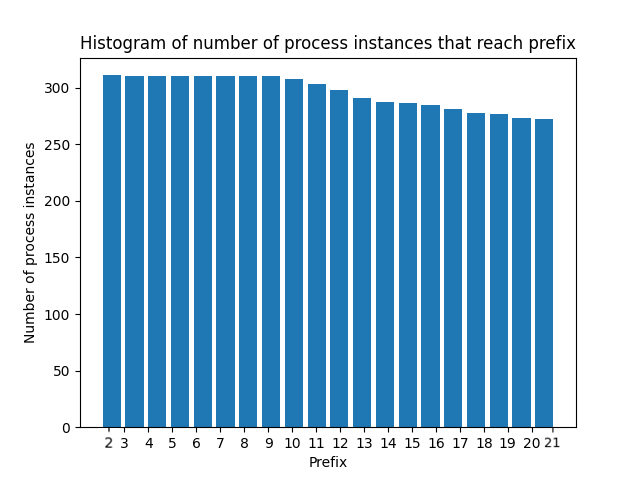 Histogram of number of process instances that reach prefix
Number of process instances
300
250
200
150
100
50
0
2 3 4 5 6 7 8 9 10 11 12 13 14 15 16 17 18 19 20 21
Prefix